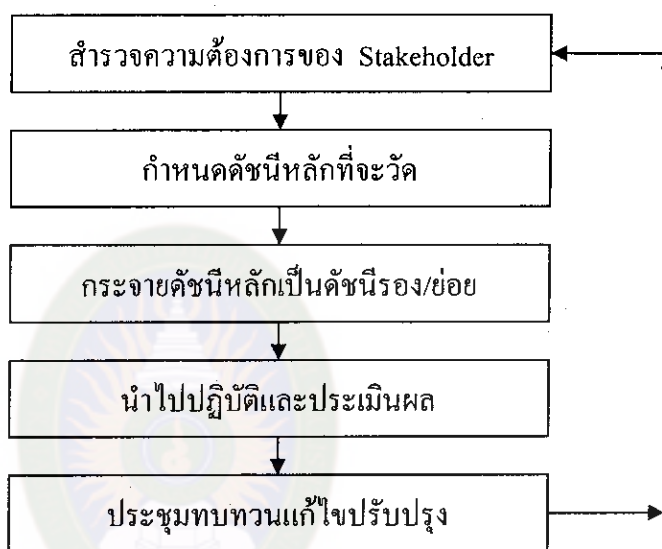 สำรวจความต้องการของ Stakeholder
กำหนดดัชนีหลักที่จะวัด
กระจายดัชนีหลักเป็นดัชนีรอง/ย่อย
นำไปปฏิบัติและประเมินผล
ประชุมทบทวนแก้ไขปรับปรุง